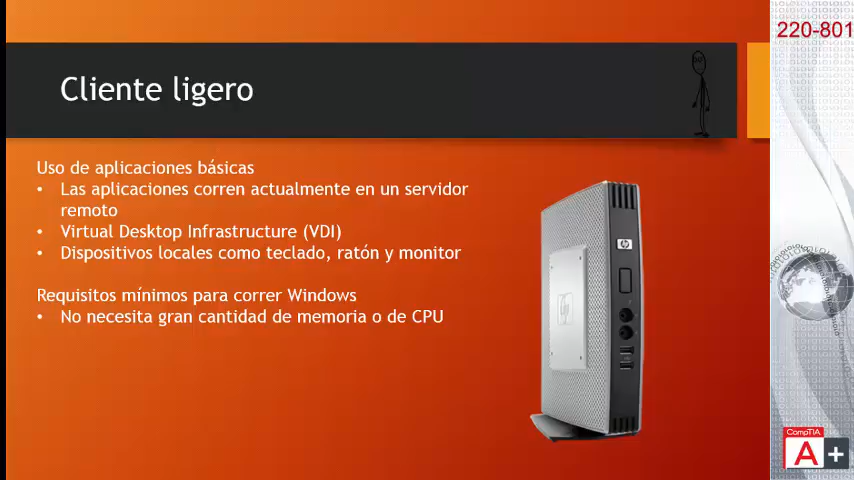 220-801
Cliente ligero
Uso de aplicaciones básicas
• Las aplicaciones corren actualmente en un servidor
remoto
• Virtual Desktop Infrastructure (VDI)
• Dispositivos locales como teclado, ratón y monitor
Requisitos mínimos para correr Windows
• No necesita gran cantidad de memoria o de CPU
hp
hp
CompTIA
A+